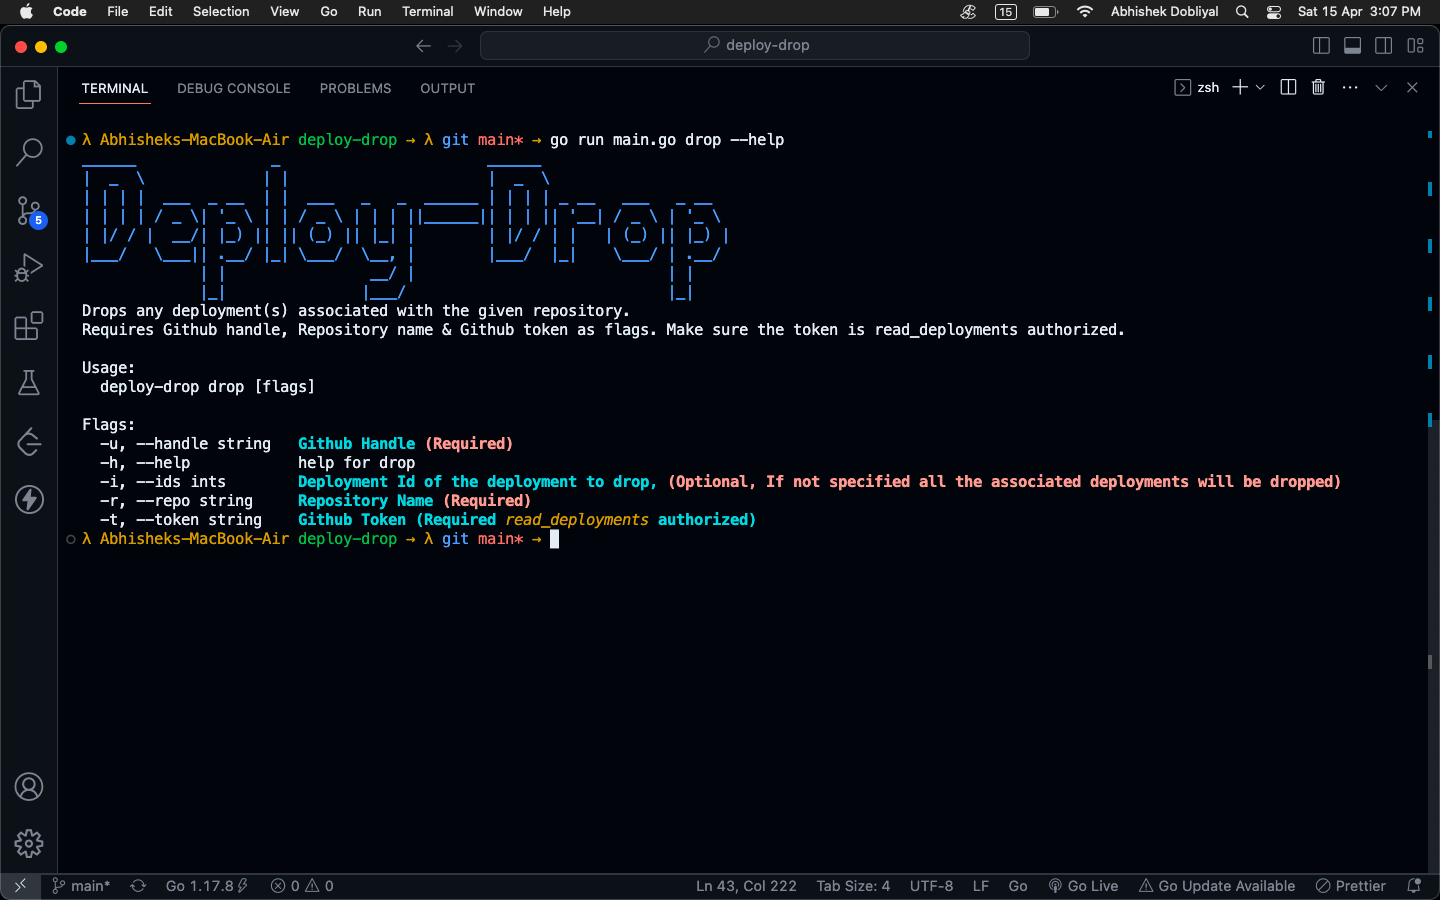 Code File Edit Selection View Go Run Terminal Window Help 15 Abhishek Dobliyal Sat 15 Apr 3:07 PM
deploy-drop
TERMINAL DEBUG CONSOLE PROBLEMS OUTPUT zsh
λ Abhisheks-MacBook-Air deploy-drop → λ git main* → go run main.go drop --help
Deploy-Drop
Drops any deployment(s) associated with the given repository.
Requires Github handle, Repository name & Github token as flags. Make sure the token is read_deployments authorized.
Usage:
deploy-drop drop [flags]
Flags:
-u, --handle string Github Handle (Required)
-h, --help help for drop
-i, --ids ints Deployment Id of the deployment to drop, (Optional, If not specified all the associated deployments will be dropped)
-r, --repo string Repository Name (Required)
-t, --token string Github Token (Required read_deployments authorized)
λ Abhisheks-MacBook-Air deploy-drop → λ git main* →
5
main* Go 1.17.8 0 0 Ln 43, Col 222 Tab Size: 4 UTF-8 LF Go Go Live Go Update Available Prettier